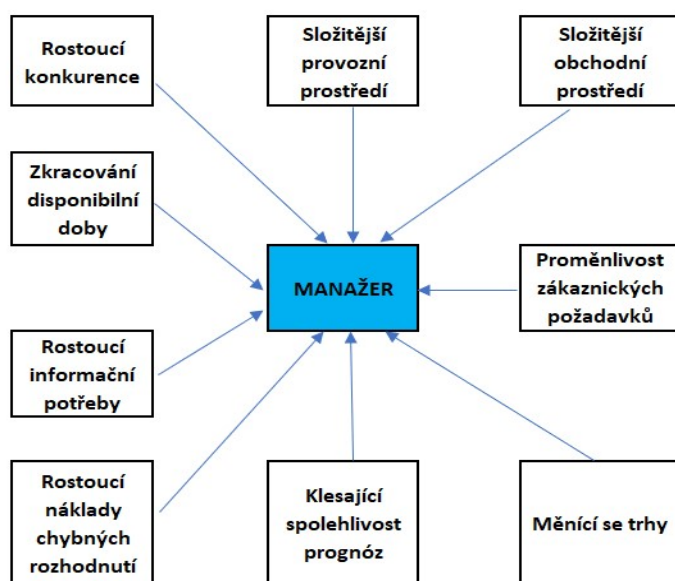 Rostoucí
konkurence
Složitější
provozní
prostředí
Složitější
obchodní
prostředí
Zkracování
disponibilní
doby
MANAŽER
Proměnlivost
zákaznických
požadavků
Rostoucí
informační
potřeby
Rostoucí
náklady
chybných
rozhodnutí
Klesající
spolehlivost
prognóz
Měnící se trhy